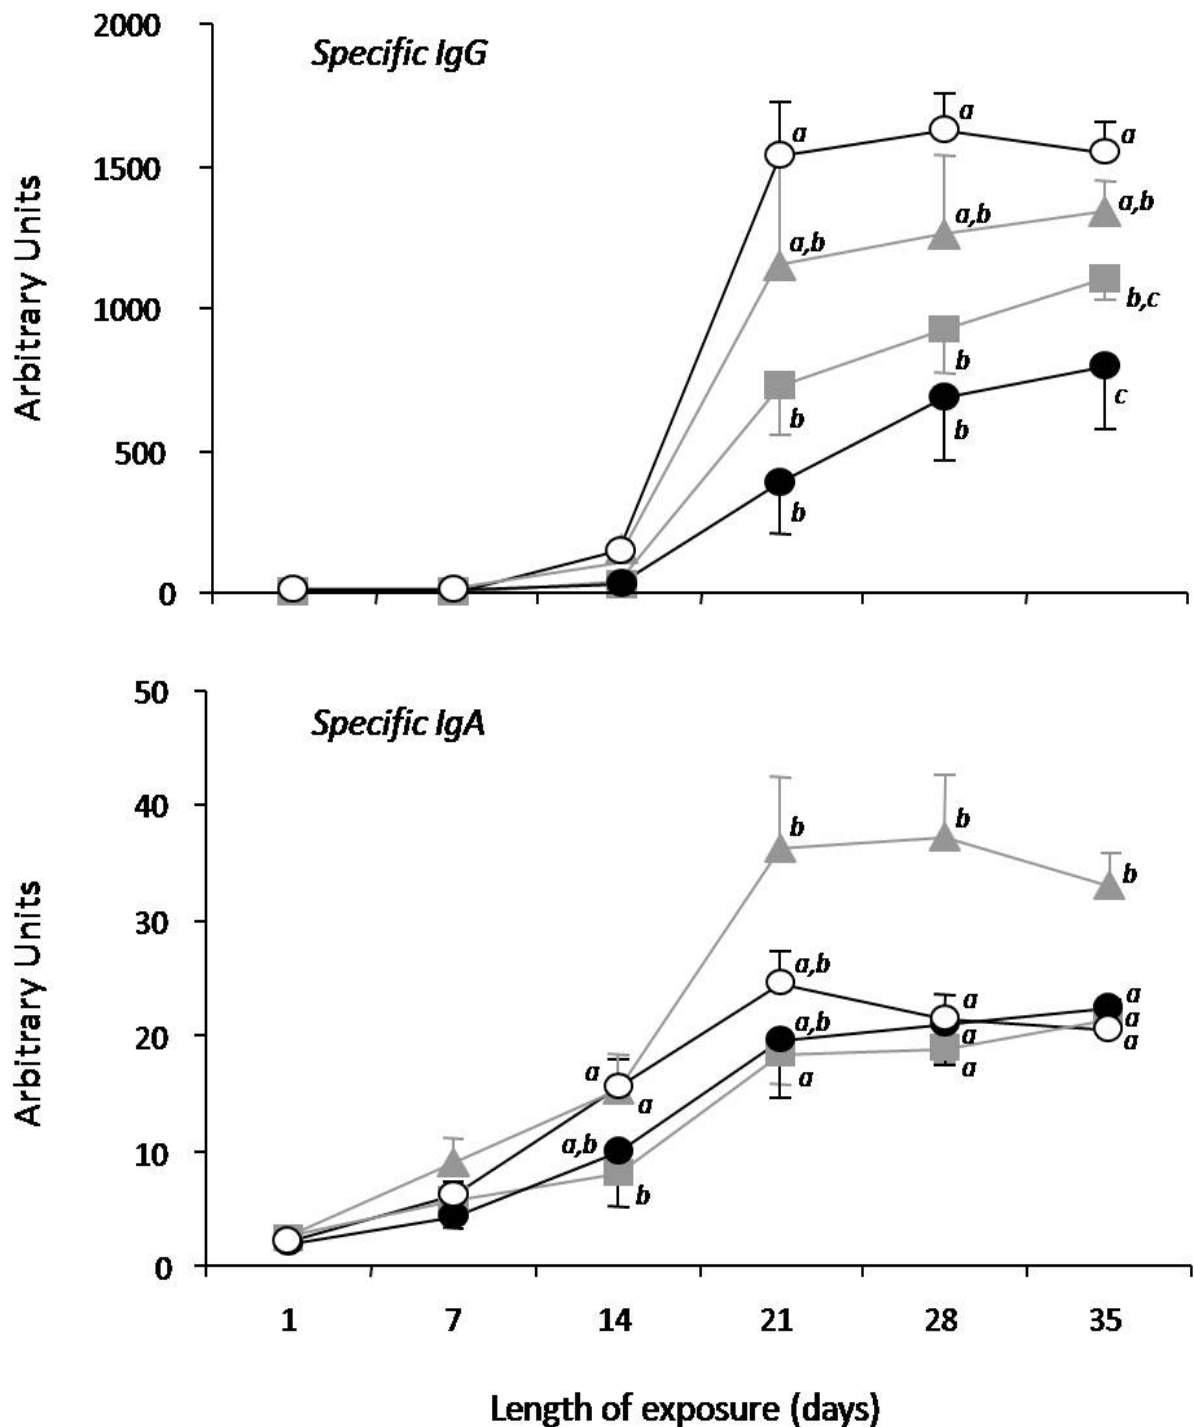 2000
Specific IgG
a
a
a
1500
a,b
a,b
a,b
1000
b,c
b
b
c
500
b
b
0
Arbitrary Units
50
Specific IgA
40
b
b
b
30
a,b
a
a
20
a,b
a
a
a
a
a
a
a
a,b
10
b
0
Arbitrary Units
1 7 14 21 28 35
Length of exposure (days)